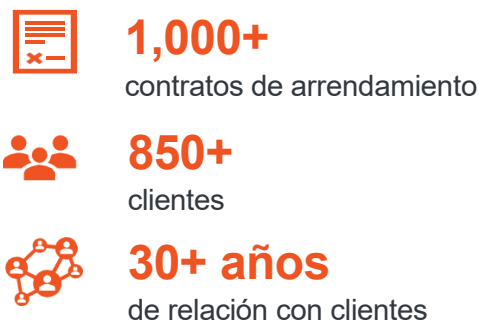 1,000+
contratos de arrendamiento
850+
clientes
30+ años
de relación con clientes